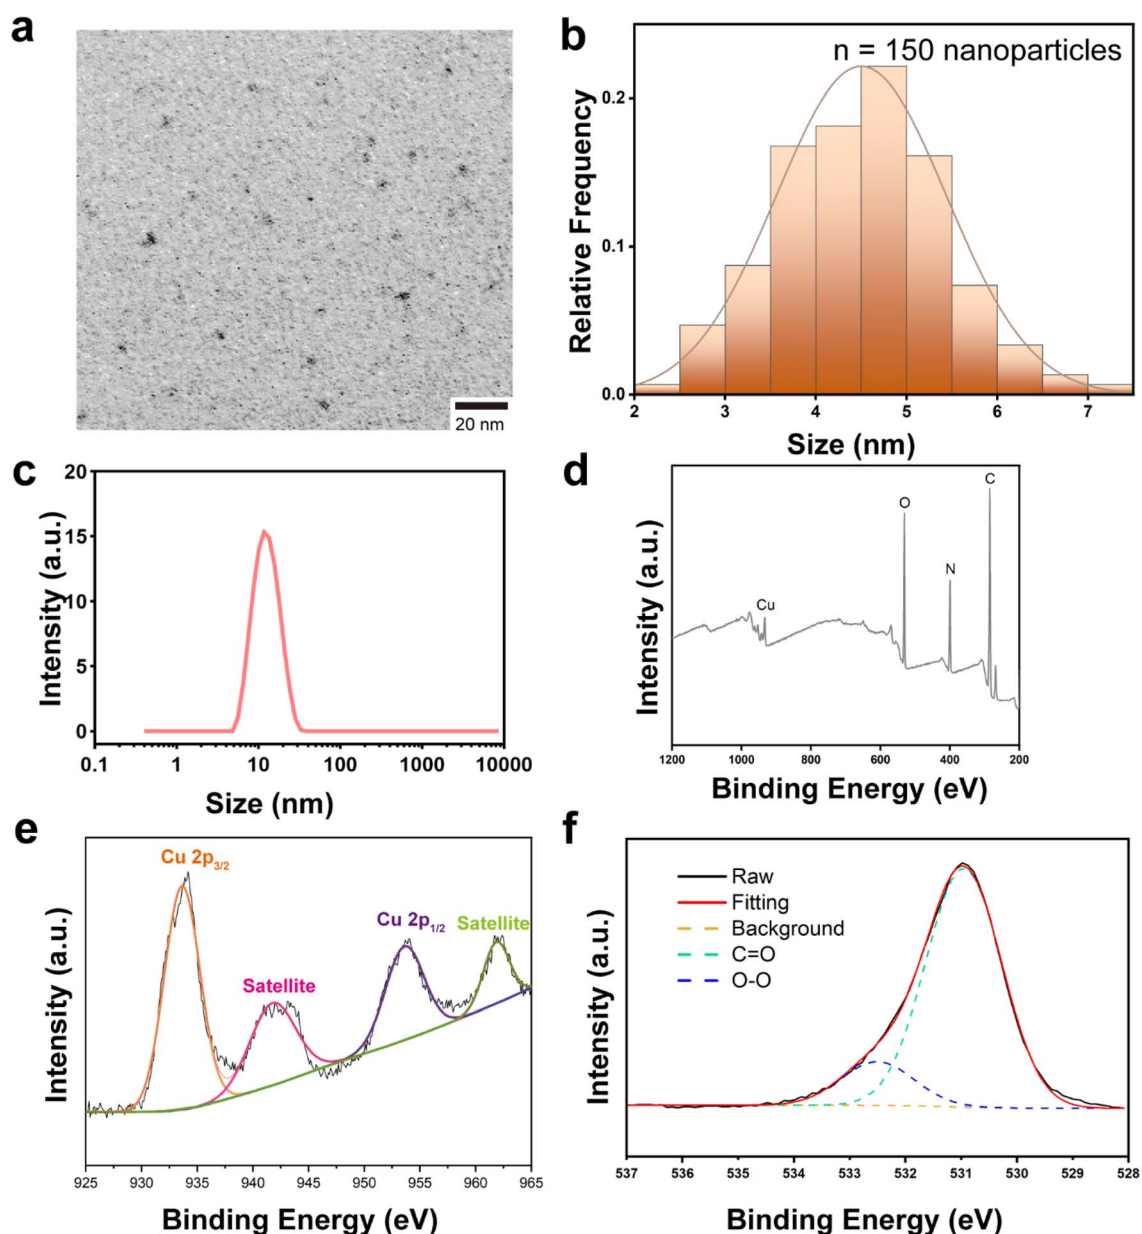 a
20 nm
b
n = 150 nanoparticles
Relative Frequency
0.2
0.1
0.0
2 3 4 5 6 7
Size (nm)
c
Intensity (a.u.)
20
15
10
5
0
0.1 1 10 100 1000 10000
Size (nm)
d
Intensity (a.u.)
Cu
O
N
C
1200 1000 800 600 400 200
Binding Energy (eV)
e
Intensity (a.u.)
Cu 2p3/2
Satellite
Cu 2p1/2
Satellite
925 930 935 940 945 950 955 960 965
Binding Energy (eV)
f
Intensity (a.u.)
Raw
Fitting
Background
C=O
O-O
537 536 535 534 533 532 531 530 529 528
Binding Energy (eV)